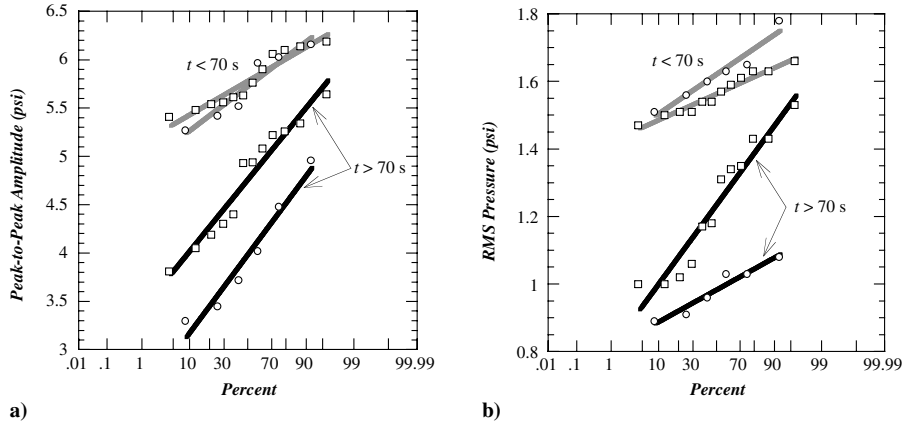 6.5
6
5.5
5
4.5
4
3.5
3
Peak-to-Peak Amplitude (psi)
t < 70 s
t > 70 s
.01 .1 1 10 30 50 70 90 99 99.99
Percent
a)
1.8
1.6
1.4
1.2
1
0.8
RMS Pressure (psi)
t < 70 s
t > 70 s
.01 .1 1 10 30 50 70 90 99 99.99
Percent
b)